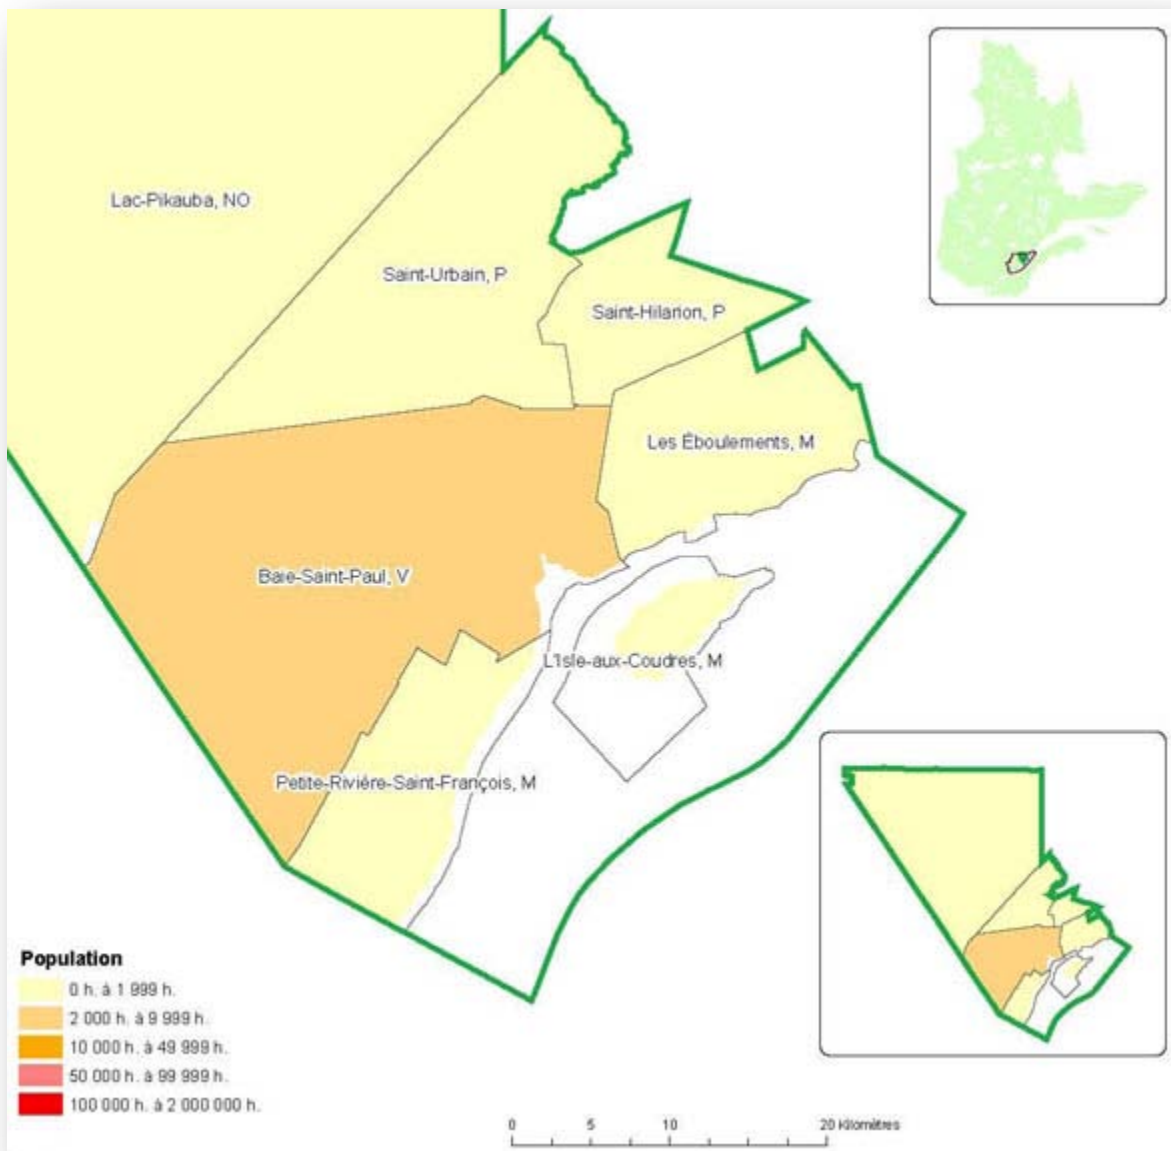 Lac-Pikauba, NO
Saint-Urbain, P
Saint-Hilarion, P
Les Éboulements, M
Baie-Saint-Paul, V
L'Isle-aux-Coudres, M
Petite-Rivière-Saint-François, M
Population
0 h. à 1 999 h.
2 000 h. à 9 999 h.
10 000 h. à 49 999 h.
50 000 h. à 99 999 h.
100 000 h. à 2 000 000 h.
0 5 10 20 Kilomètres